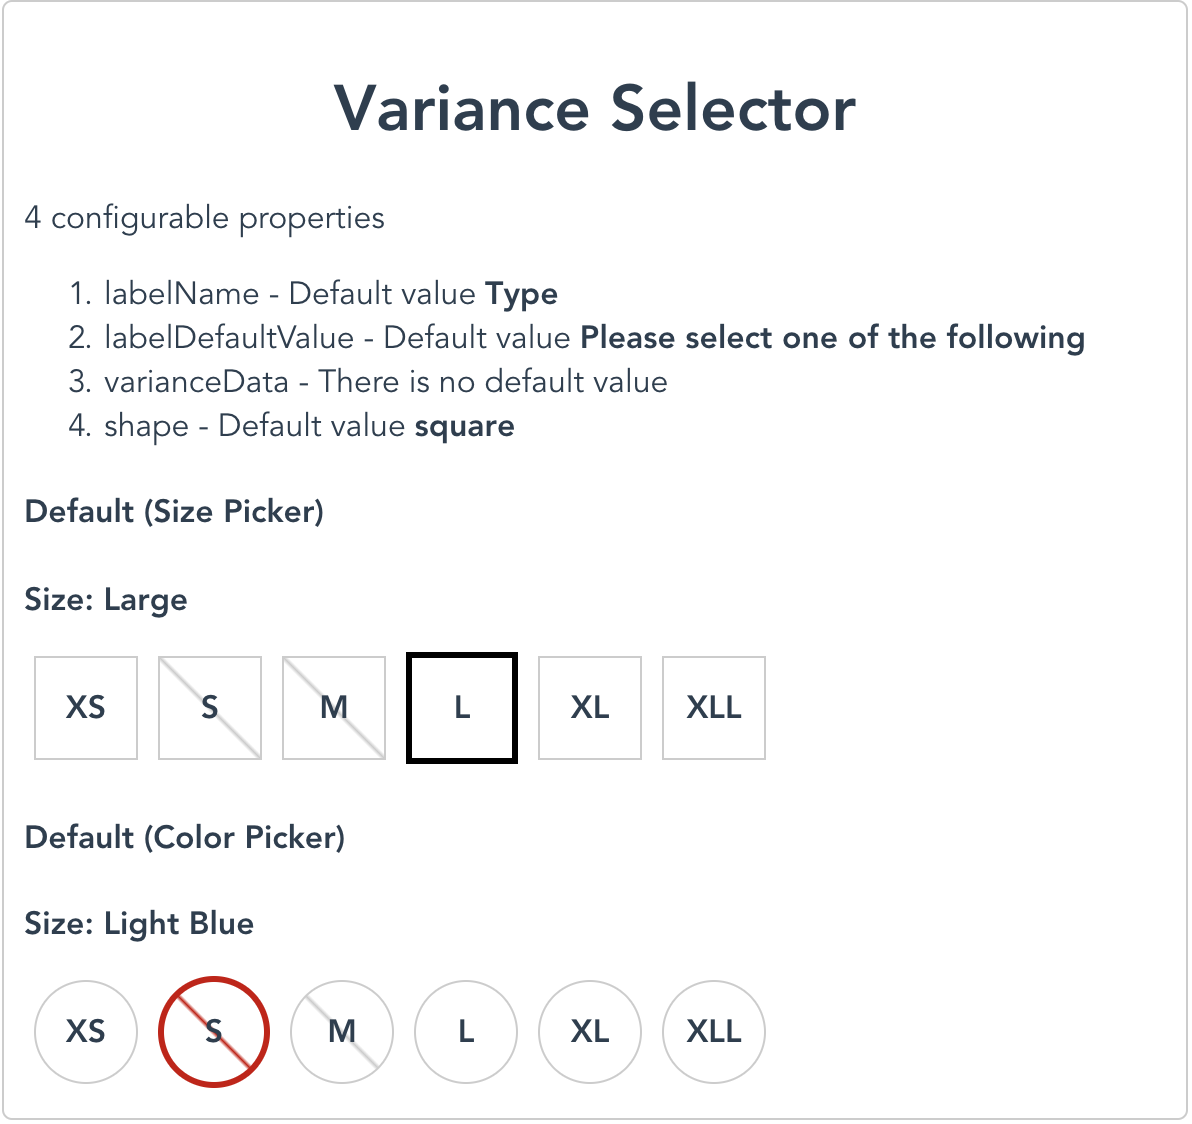 Variance Selector
4 configurable properties
1. labelName - Default value Type
2. labelDefaultValue - Default value Please select one of the following
3. varianceData - There is no default value
4. shape - Default value square
Default (Size Picker)
Size: Large
XS S M L XL XLL
Default (Color Picker)
Size: Light Blue
XS S M L XL XLL